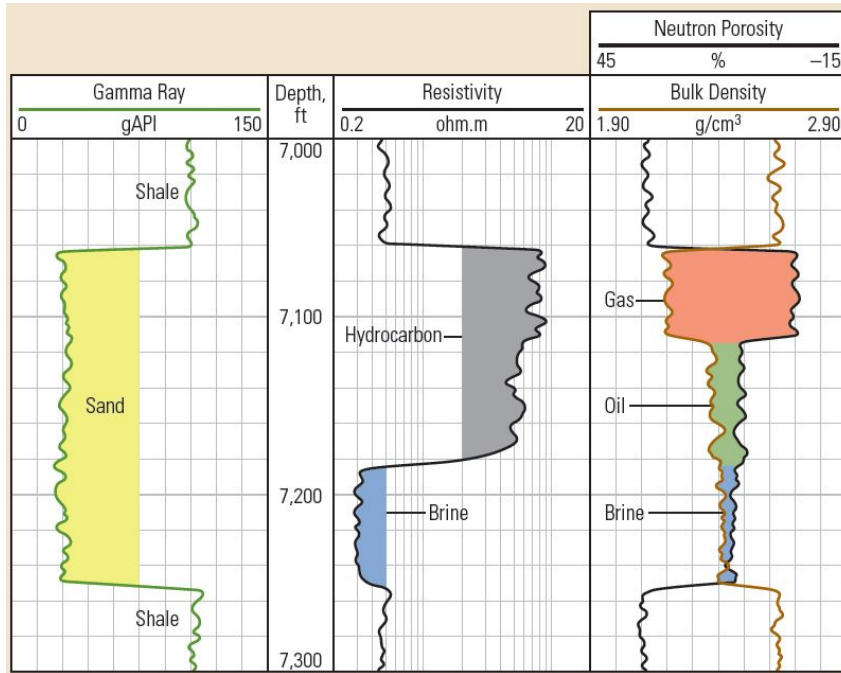 Neutron Porosity
45 % –15
Gamma Ray
0 gAPI 150
Depth,
ft
Resistivity
0.2 ohm.m 20
Bulk Density
1.90 g/cm³ 2.90
7,000
Shale
Gas
7,100
Hydrocarbon
Sand
Oil
7,200
Brine
Brine
Shale
7,300